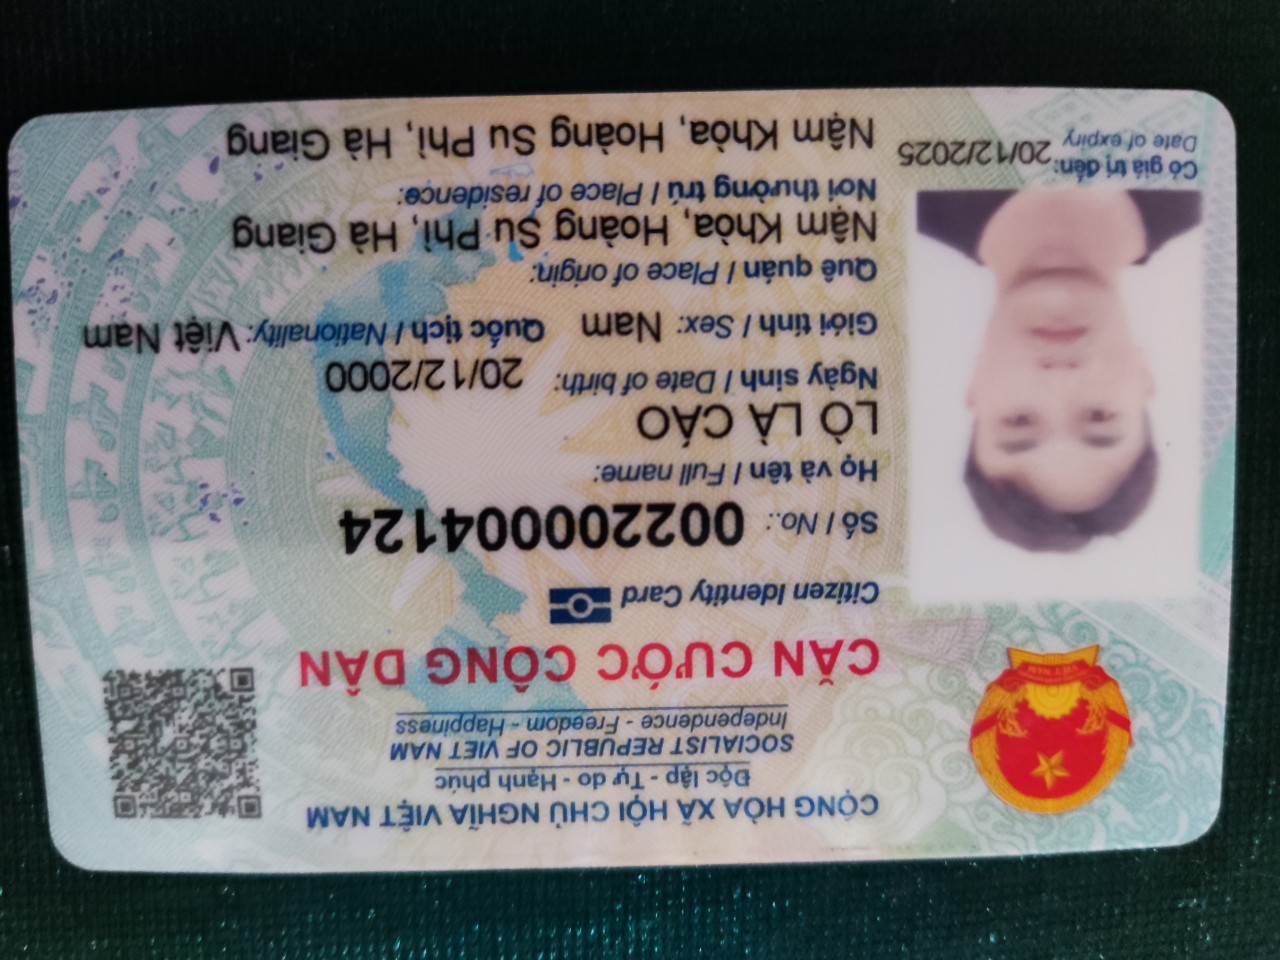 CỘNG HÒA XÃ HỘI CHỦ NGHĨA VIỆT NAM
Độc lập - Tự do - Hạnh phúc
SOCIALIST REPUBLIC OF VIET NAM
Independence - Freedom - Happiness
CĂN CƯỚC CÔNG DÂN
Citizen Identity Card
Số / No.: 002200004124
Họ và tên / Full name:
LÒ LÀ CÁO
Ngày sinh / Date of birth: 20/12/2000
Giới tính / Sex: Nam Quốc tịch / Nationality: Việt Nam
Quê quán / Place of origin:
Nậm Khòa, Hoàng Su Phì, Hà Giang
Nơi thường trú / Place of residence:
Nậm Khòa, Hoàng Su Phì, Hà Giang
Có giá trị đến: 20/12/2025
Date of expiry
VIỆT NAM